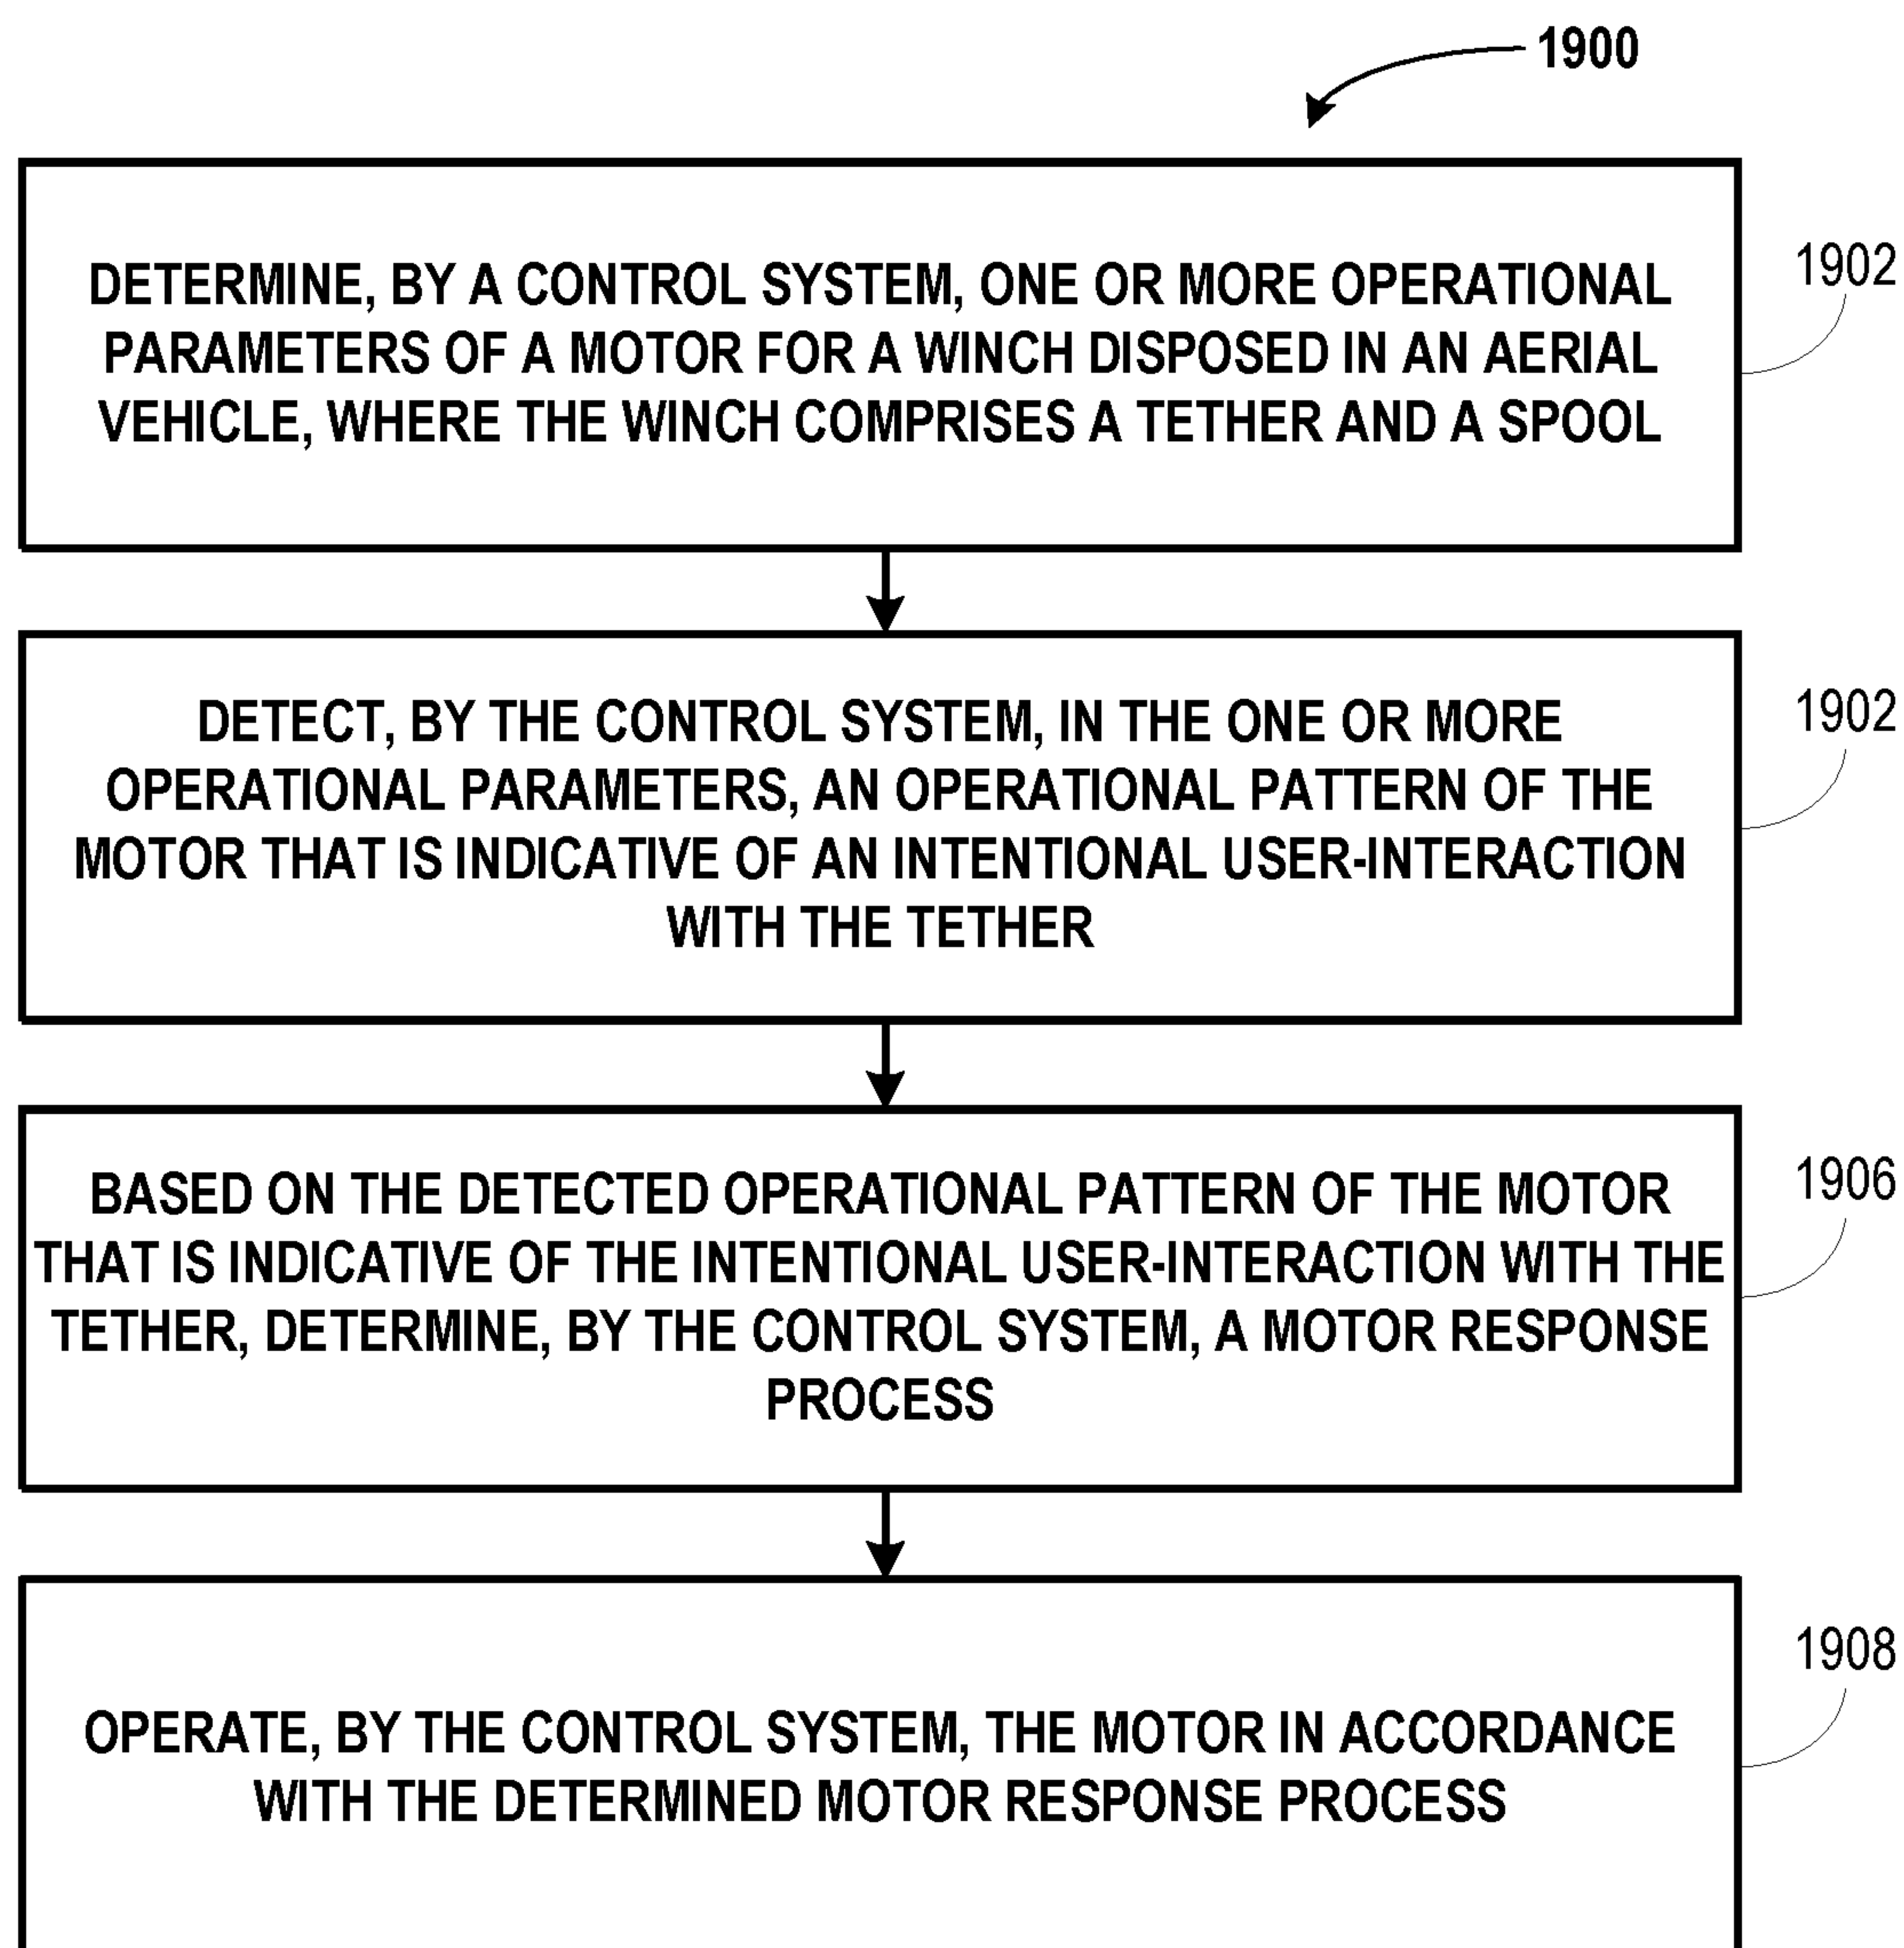 1900
DETERMINE, BY A CONTROL SYSTEM, ONE OR MORE OPERATIONAL
PARAMETERS OF A MOTOR FOR A WINCH DISPOSED IN AN AERIAL
VEHICLE, WHERE THE WINCH COMPRISES A TETHER AND A SPOOL
1902
DETECT, BY THE CONTROL SYSTEM, IN THE ONE OR MORE
OPERATIONAL PARAMETERS, AN OPERATIONAL PATTERN OF THE
MOTOR THAT IS INDICATIVE OF AN INTENTIONAL USER-INTERACTION
WITH THE TETHER
1902
BASED ON THE DETECTED OPERATIONAL PATTERN OF THE MOTOR
THAT IS INDICATIVE OF THE INTENTIONAL USER-INTERACTION WITH THE
TETHER, DETERMINE, BY THE CONTROL SYSTEM, A MOTOR RESPONSE
PROCESS
1906
OPERATE, BY THE CONTROL SYSTEM, THE MOTOR IN ACCORDANCE
WITH THE DETERMINED MOTOR RESPONSE PROCESS
1908